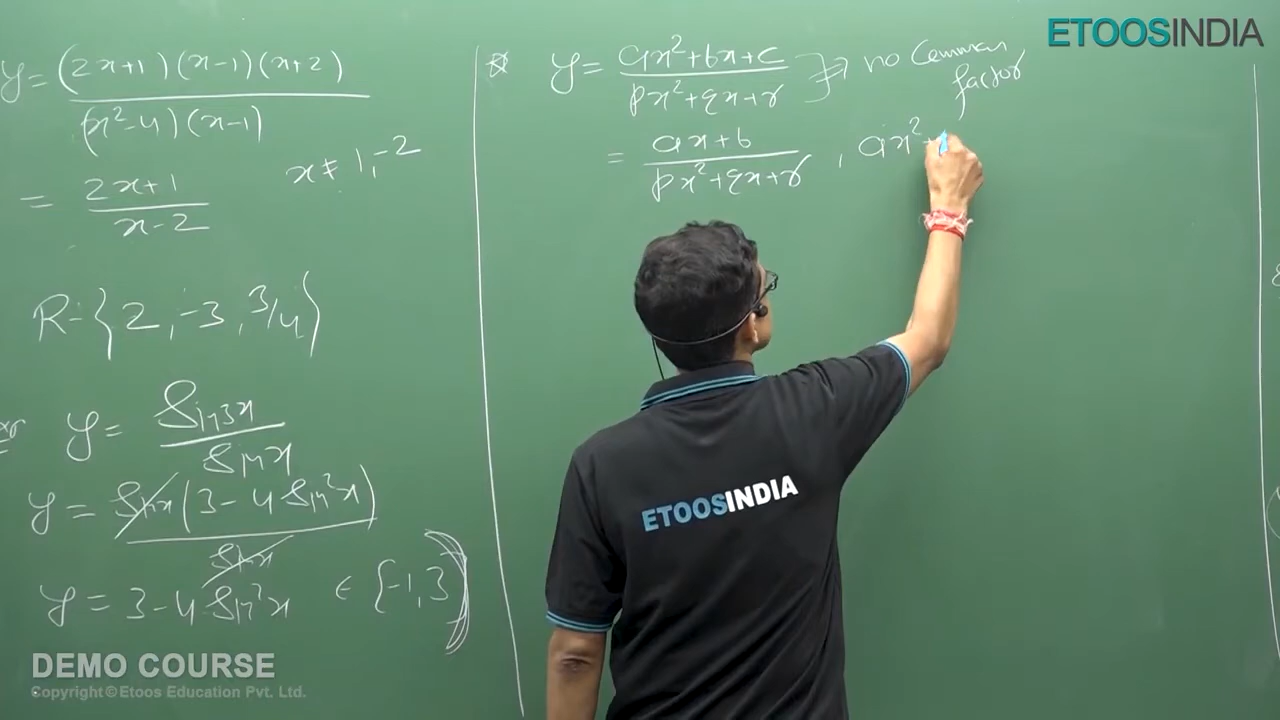 ETOOSINDIA
y = (2x+1)(x-1)(x+2) / (x²-4)(x-1)
x ≠ 1, -2
= 2x+1 / x-2
R-{2, -3, 3/4}
y = Sin3x / Sinx
y = Sinx(3-4Sin²x) / Sinx
y = 3-4Sin²x ∈ [-1, 3)
y = ax²+bx+c / px²+qx+r } ⇒ no Common factor
= ax+b / px²+qx+r , ax²+
ETOOSINDIA
DEMO COURSE
Copyright © Etoos Education Pvt. Ltd.